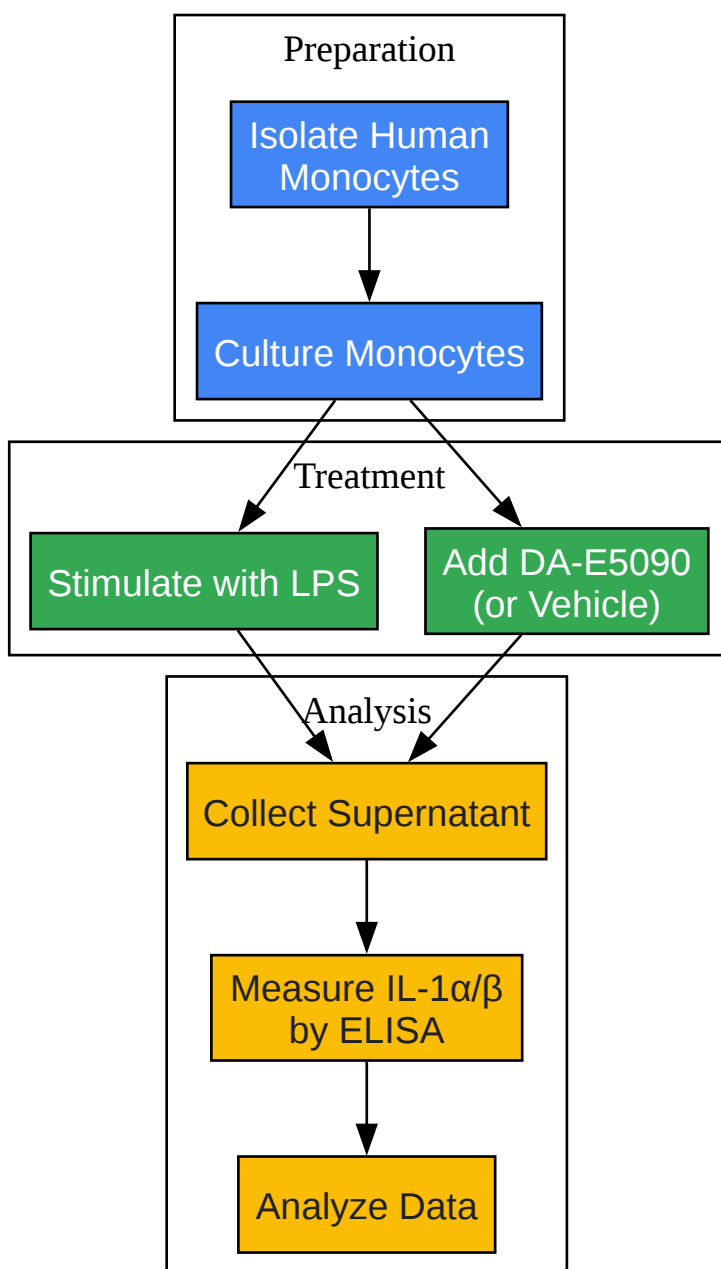 Preparation
Isolate Human
Monocytes
Culture Monocytes
Treatment
Stimulate with LPS
Add DA-E5090
(or Vehicle)
Analysis
Collect Supernatant
Measure IL-1α/β
by ELISA
Analyze Data